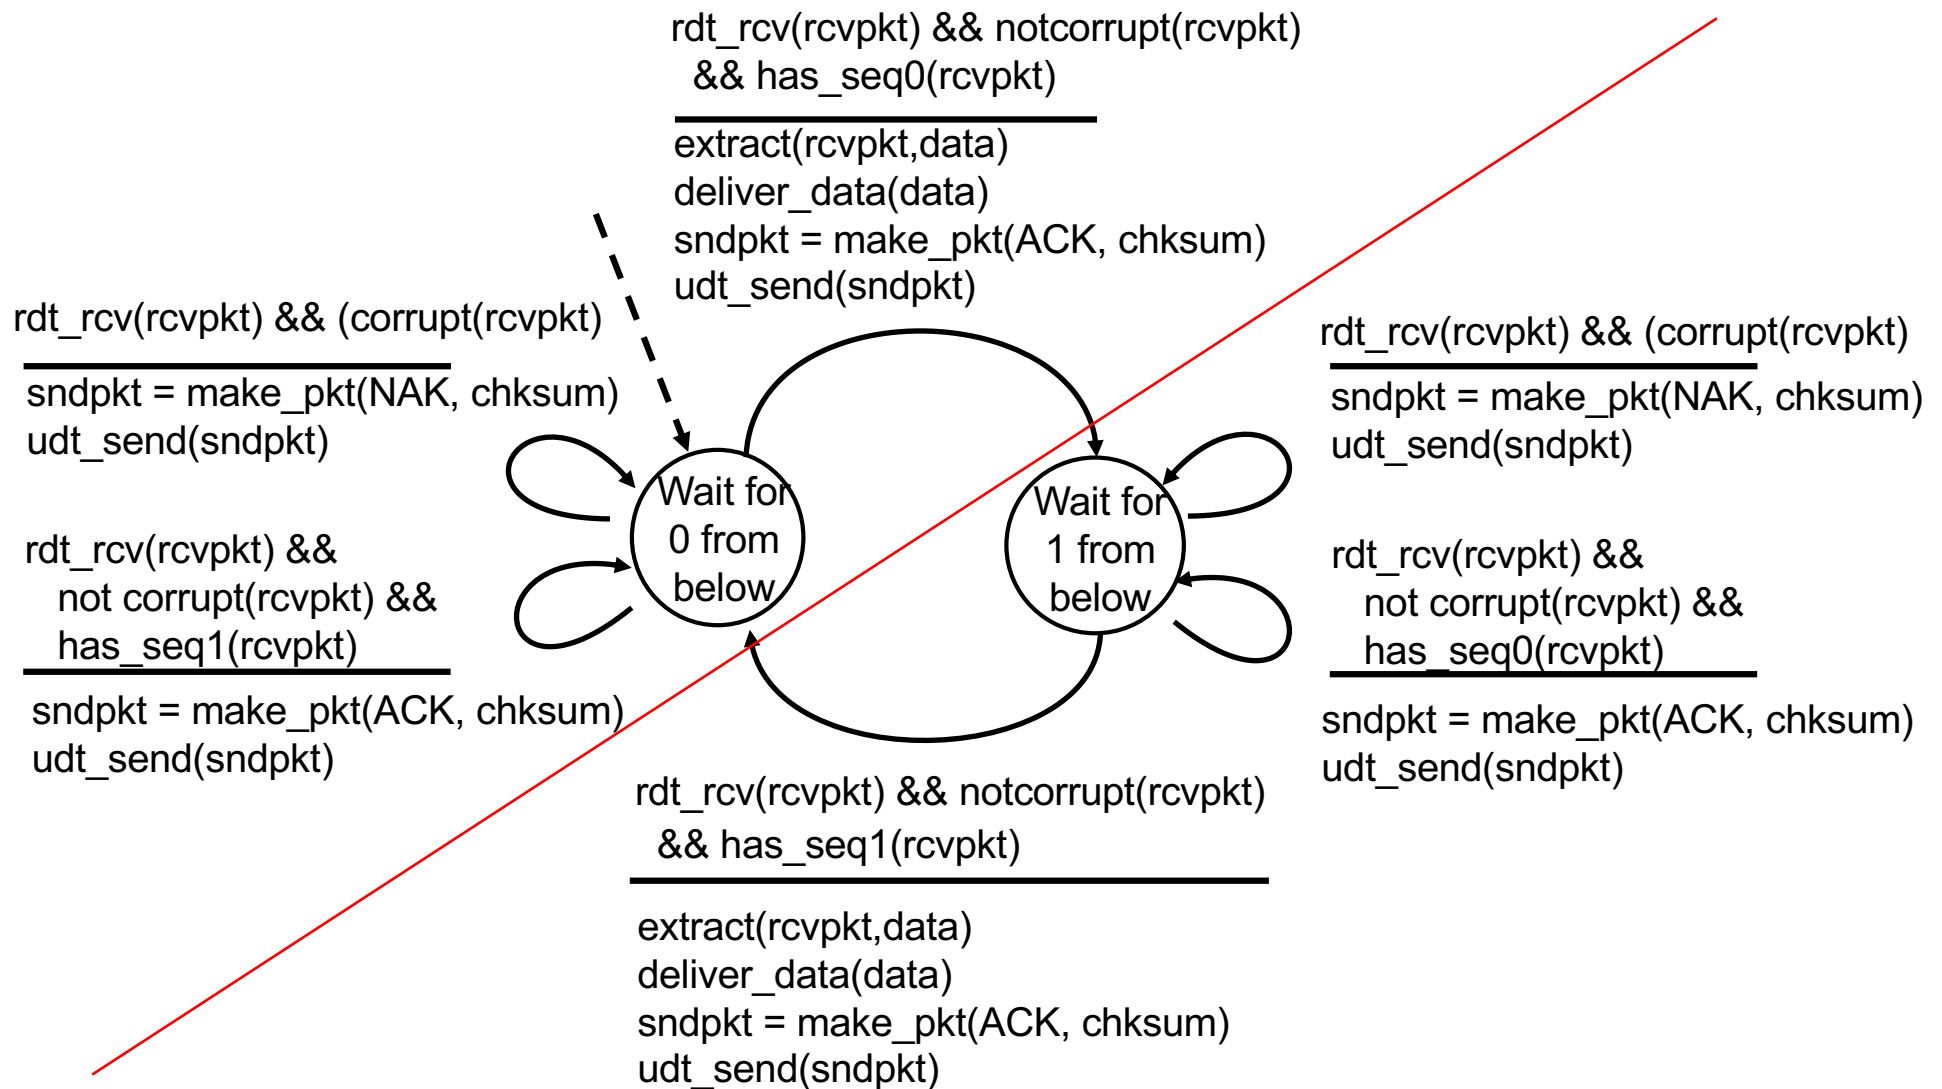 rdt_rcv(rcvpkt) && notcorrupt(rcvpkt)
&& has_seq0(rcvpkt)
extract(rcvpkt,data)
deliver_data(data)
sndpkt = make_pkt(ACK, chksum)
udt_send(sndpkt)
rdt_rcv(rcvpkt) && (corrupt(rcvpkt)
sndpkt = make_pkt(NAK, chksum)
udt_send(sndpkt)
rdt_rcv(rcvpkt) &&
not corrupt(rcvpkt) &&
has_seq1(rcvpkt)
sndpkt = make_pkt(ACK, chksum)
udt_send(sndpkt)
Wait for
0 from
below
Wait for
1 from
below
rdt_rcv(rcvpkt) && (corrupt(rcvpkt)
sndpkt = make_pkt(NAK, chksum)
udt_send(sndpkt)
rdt_rcv(rcvpkt) &&
not corrupt(rcvpkt) &&
has_seq0(rcvpkt)
sndpkt = make_pkt(ACK, chksum)
udt_send(sndpkt)
rdt_rcv(rcvpkt) && notcorrupt(rcvpkt)
&& has_seq1(rcvpkt)
extract(rcvpkt,data)
deliver_data(data)
sndpkt = make_pkt(ACK, chksum)
udt_send(sndpkt)